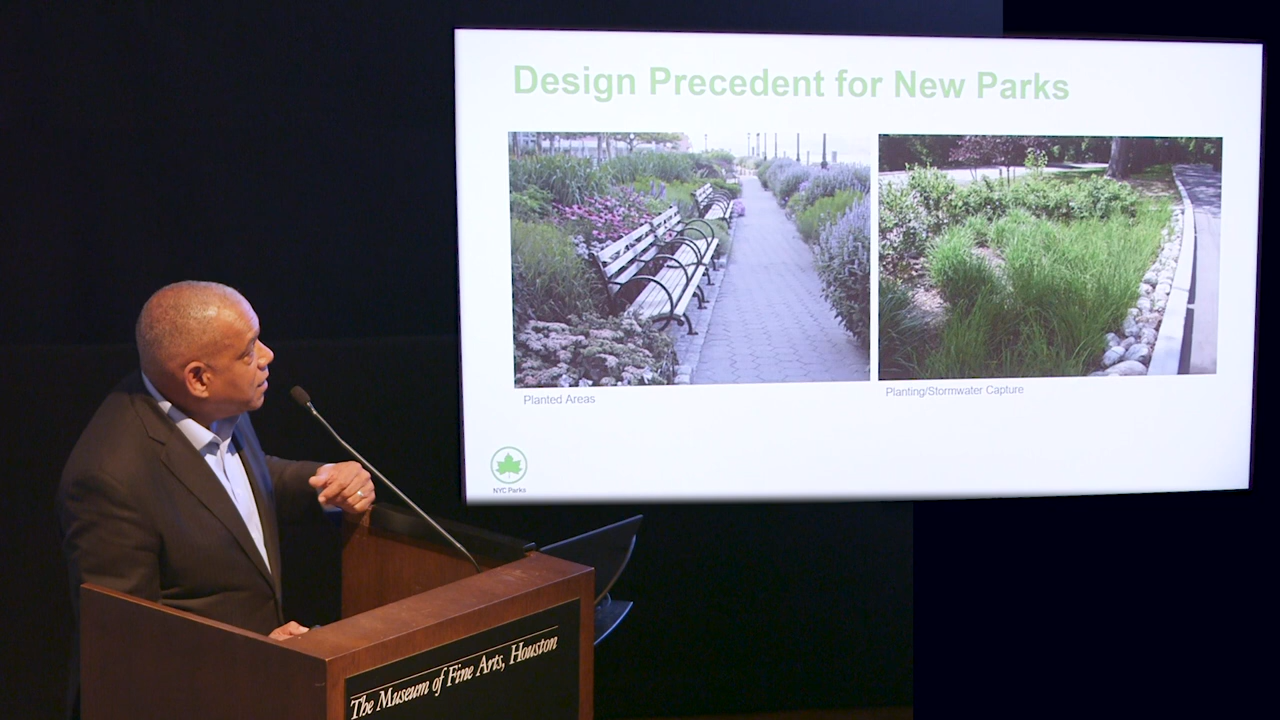 Design Precedent for New Parks
Planted Areas
Planting/Stormwater Capture
NYC Parks
The Museum of Fine Arts, Houston